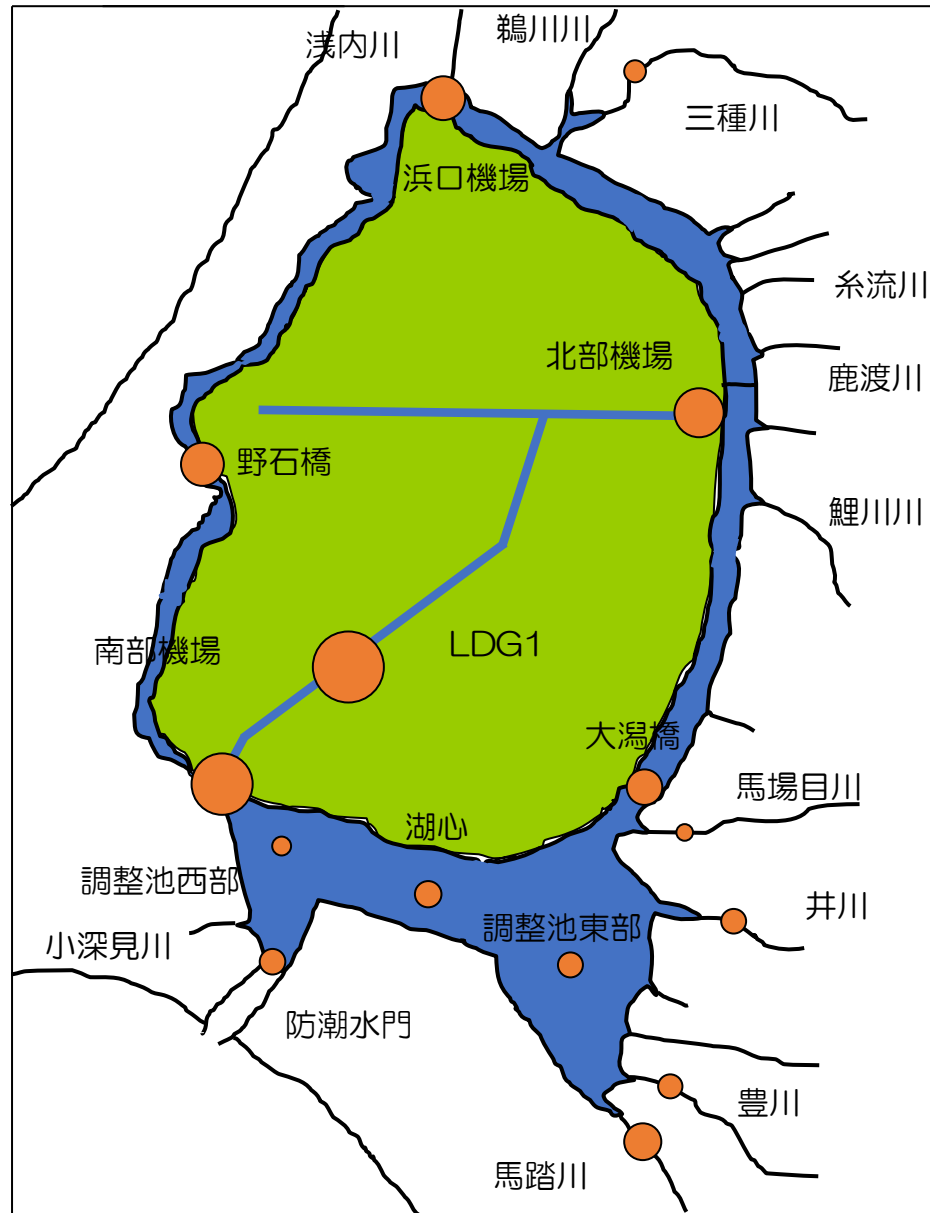 鵜川川
浅内川
三種川
浜口機場
糸流川
北部機場
鹿渡川
野石橋
鯉川川
南部機場
LDG1
大潟橋
馬場目川
湖心
調整池西部
井川
調整池東部
小深見川
防潮水門
豊川
馬踏川